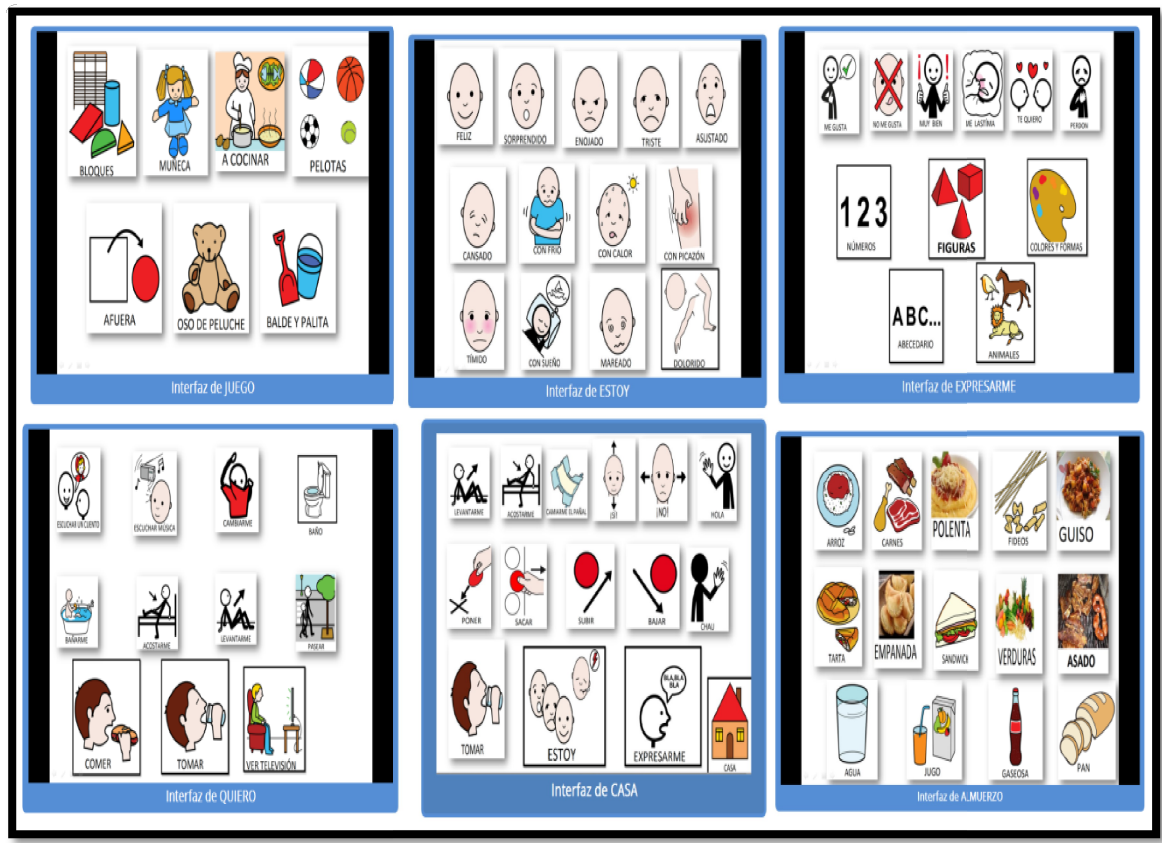 BLOQUES
MUÑECA
A COCINAR
PELOTAS
AFUERA
OSO DE PELUCHE
BALDE Y PALITA
Interfaz de JUEGO
FELIZ
SORPRENDIDO
ENOJADO
TRISTE
ASUSTADO
CANSADO
CON FRIO
CON CALOR
CON PICAZÓN
TÍMIDO
CON SUEÑO
MAREADO
DOLORIDO
Interfaz de ESTOY
ME GUSTA
NO ME GUSTA
MUY BIEN
ME LASTÍMA
TE QUIERO
PERDON
1 2 3
NÚMEROS
FIGURAS
COLORES Y FORMAS
ABC...
ABECEDARIO
ANIMALES
Interfaz de EXPRESARME
ESCUCHAR UN CUENTO
ESCUCHAR MÚSICA
CAMBIARME
BAÑO
BAÑARME
ACOSTARME
LEVANTARME
PASEAR
COMER
TOMAR
VER TELEVISIÓN
Interfaz de QUIERO
LEVANTARME
ACOSTARME
CAMBIARME EL PAÑAL
¡SÍ!
¡NO!
HOLA
PONER
SACAR
SUBIR
BAJAR
CHAU
TOMAR
ESTOY
BLA,BLA
BLA
EXPRESARME
CASA
Interfaz de CASA
ARROZ
CARNES
POLENTA
FIDEOS
GUISO
TARTA
EMPANADA
SANDWICH
VERDURAS
ASADO
AGUA
JUGO
GASEOSA
PAN
Interfaz de A.MUERZO